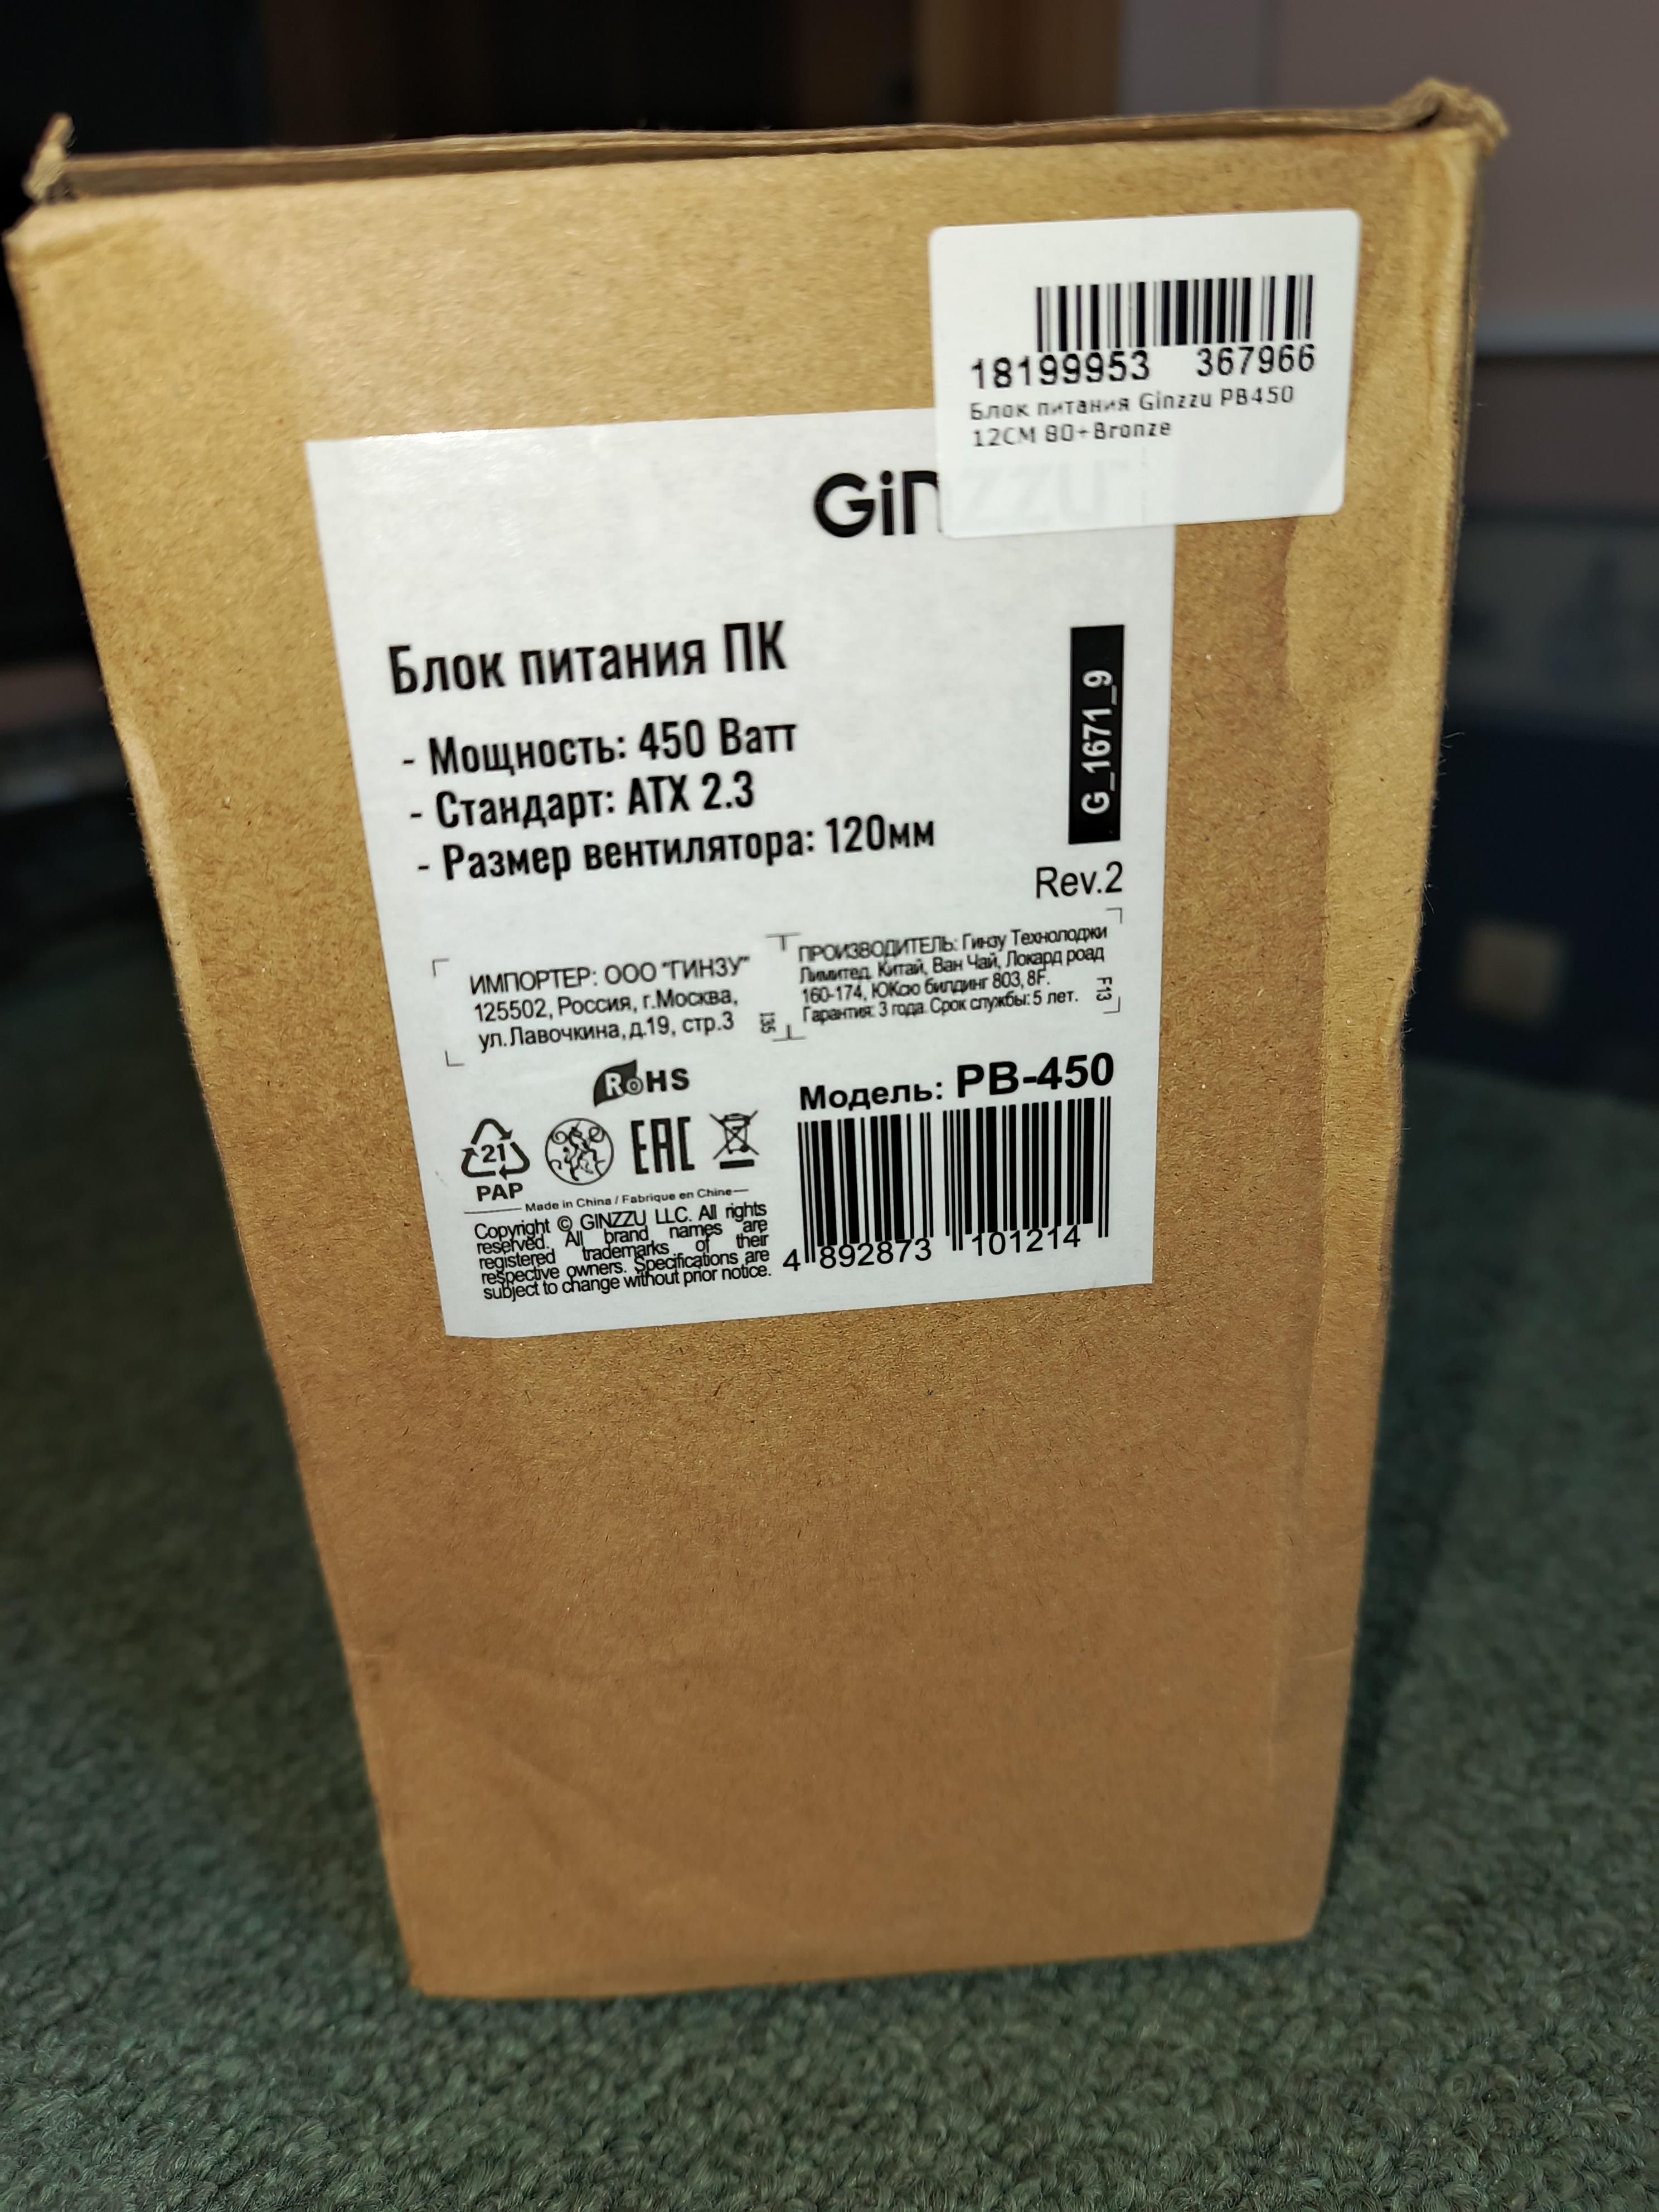 18199953 367966
Блок питания Ginzzu PB450
12CM 80+Bronze
GiNZZU
Блок питания ПК
- Мощность: 450 Ватт
- Стандарт: ATX 2.3
- Размер вентилятора: 120мм
G_1671_9
Rev.2
ИМПОРТЕР: ООО "ГИНЗУ"
125502, Россия, г.Москва,
ул.Лавочкина,д.19, стр.3
I35
ПРОИЗВОДИТЕЛЬ: Гинзу Технолоджи
Лимитед, Китай, Ван Чай, Локард роад
160-174, ЮКсю билдинг 803, 8F.
Гарантия: 3 года. Срок службы: 5 лет.
F13
RoHS
21
PAP
EAC
Made in China / Fabrique en Chine
Copyright © GINZZU LLC. All rights
reserved. All brand names are
registered trademarks of their
respective owners. Specifications are
subject to change without prior notice.
Модель: PB-450
4 892873 101214